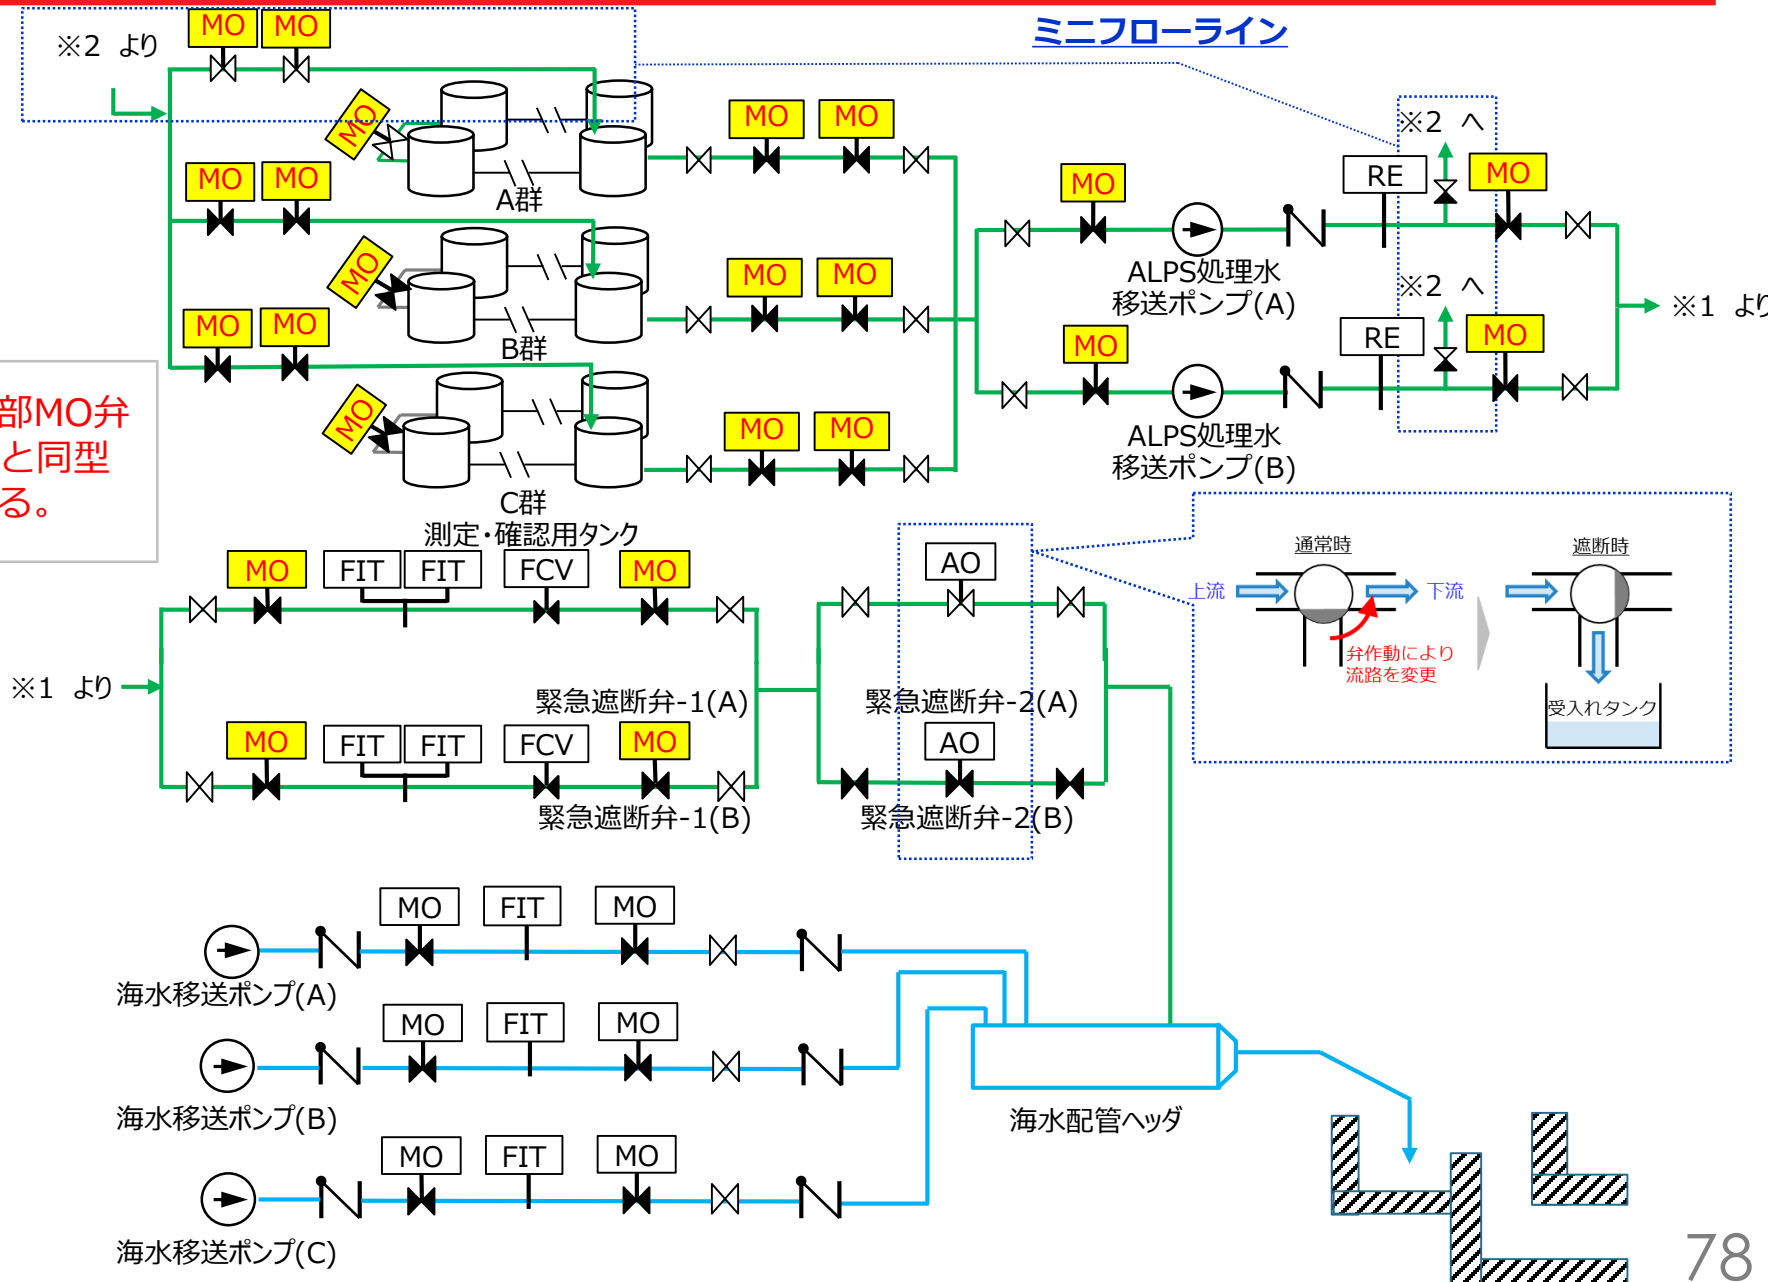 ミニフローライン
※2 より
MO
MO
MO
A群
MO
MO
MO
MO
MO
B群
MO
MO
MO
MO
MO
C群
MO
MO
測定・確認用タンク
MO
ALPS処理水
移送ポンプ(A)
RE
※2 へ
MO
MO
ALPS処理水
移送ポンプ(B)
RE
※2 へ
MO
※1 より
部MO弁
と同型
る。
※1 より
MO
FIT
FIT
FCV
MO
緊急遮断弁-1(A)
MO
FIT
FIT
FCV
MO
緊急遮断弁-1(B)
AO
緊急遮断弁-2(A)
AO
緊急遮断弁-2(B)
通常時
遮断時
上流
下流
弁作動により
流路を変更
受入れタンク
MO
FIT
MO
海水移送ポンプ(A)
MO
FIT
MO
海水移送ポンプ(B)
MO
FIT
MO
海水移送ポンプ(C)
海水配管ヘッダ
78